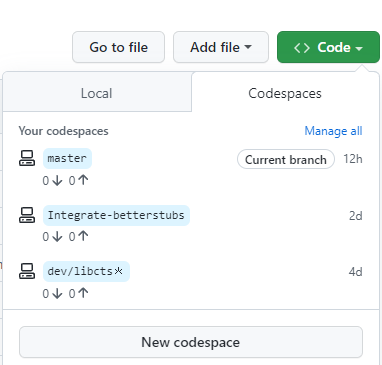 Go to file Add file <> Code
Local Codespaces
Your codespaces Manage all
master Current branch 12h
0↓ 0↑
Integrate-betterstubs 2d
0↓ 0↑
dev/libcts* 4d
0↓ 0↑
New codespace